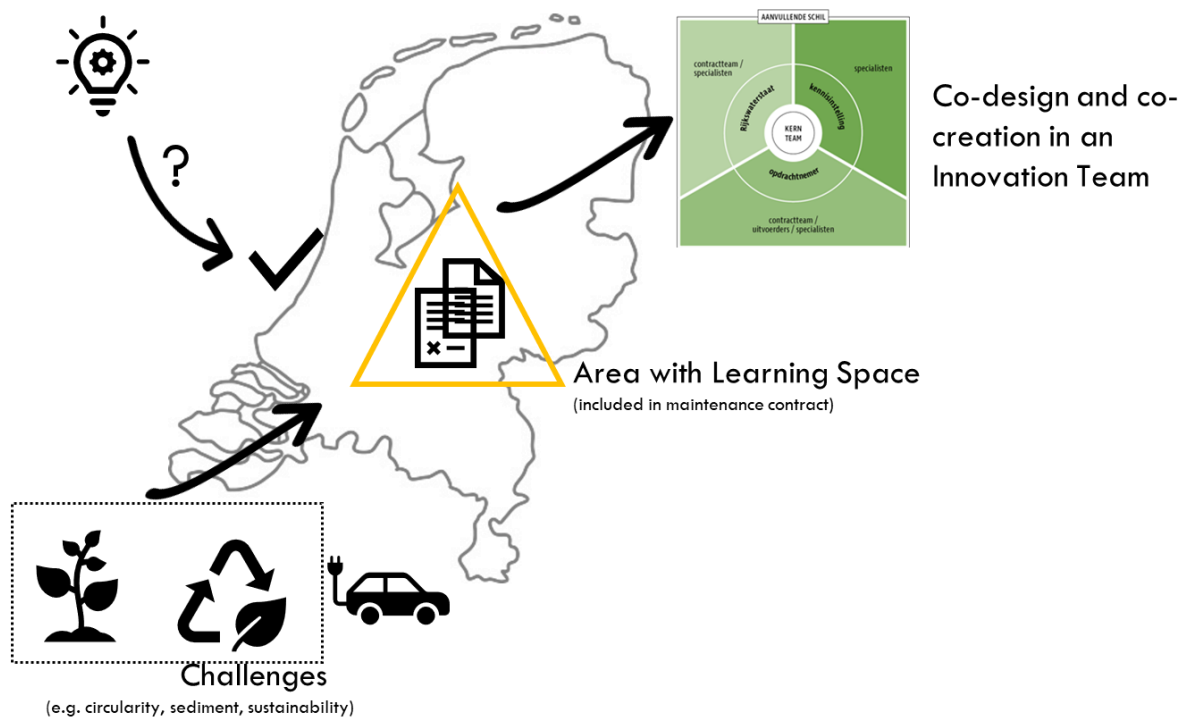 AANVULLENDE SCHIL
contractteam /
specialisten
specialisten
Rijkswaterstaat
kennisinstelling
KERN
TEAM
opdrachtnemer
contractteam /
uitvoerders / specialisten
Co-design and co-
creation in an
Innovation Team
?
Area with Learning Space
(included in maintenance contract)
Challenges
(e.g. circularity, sediment, sustainability)